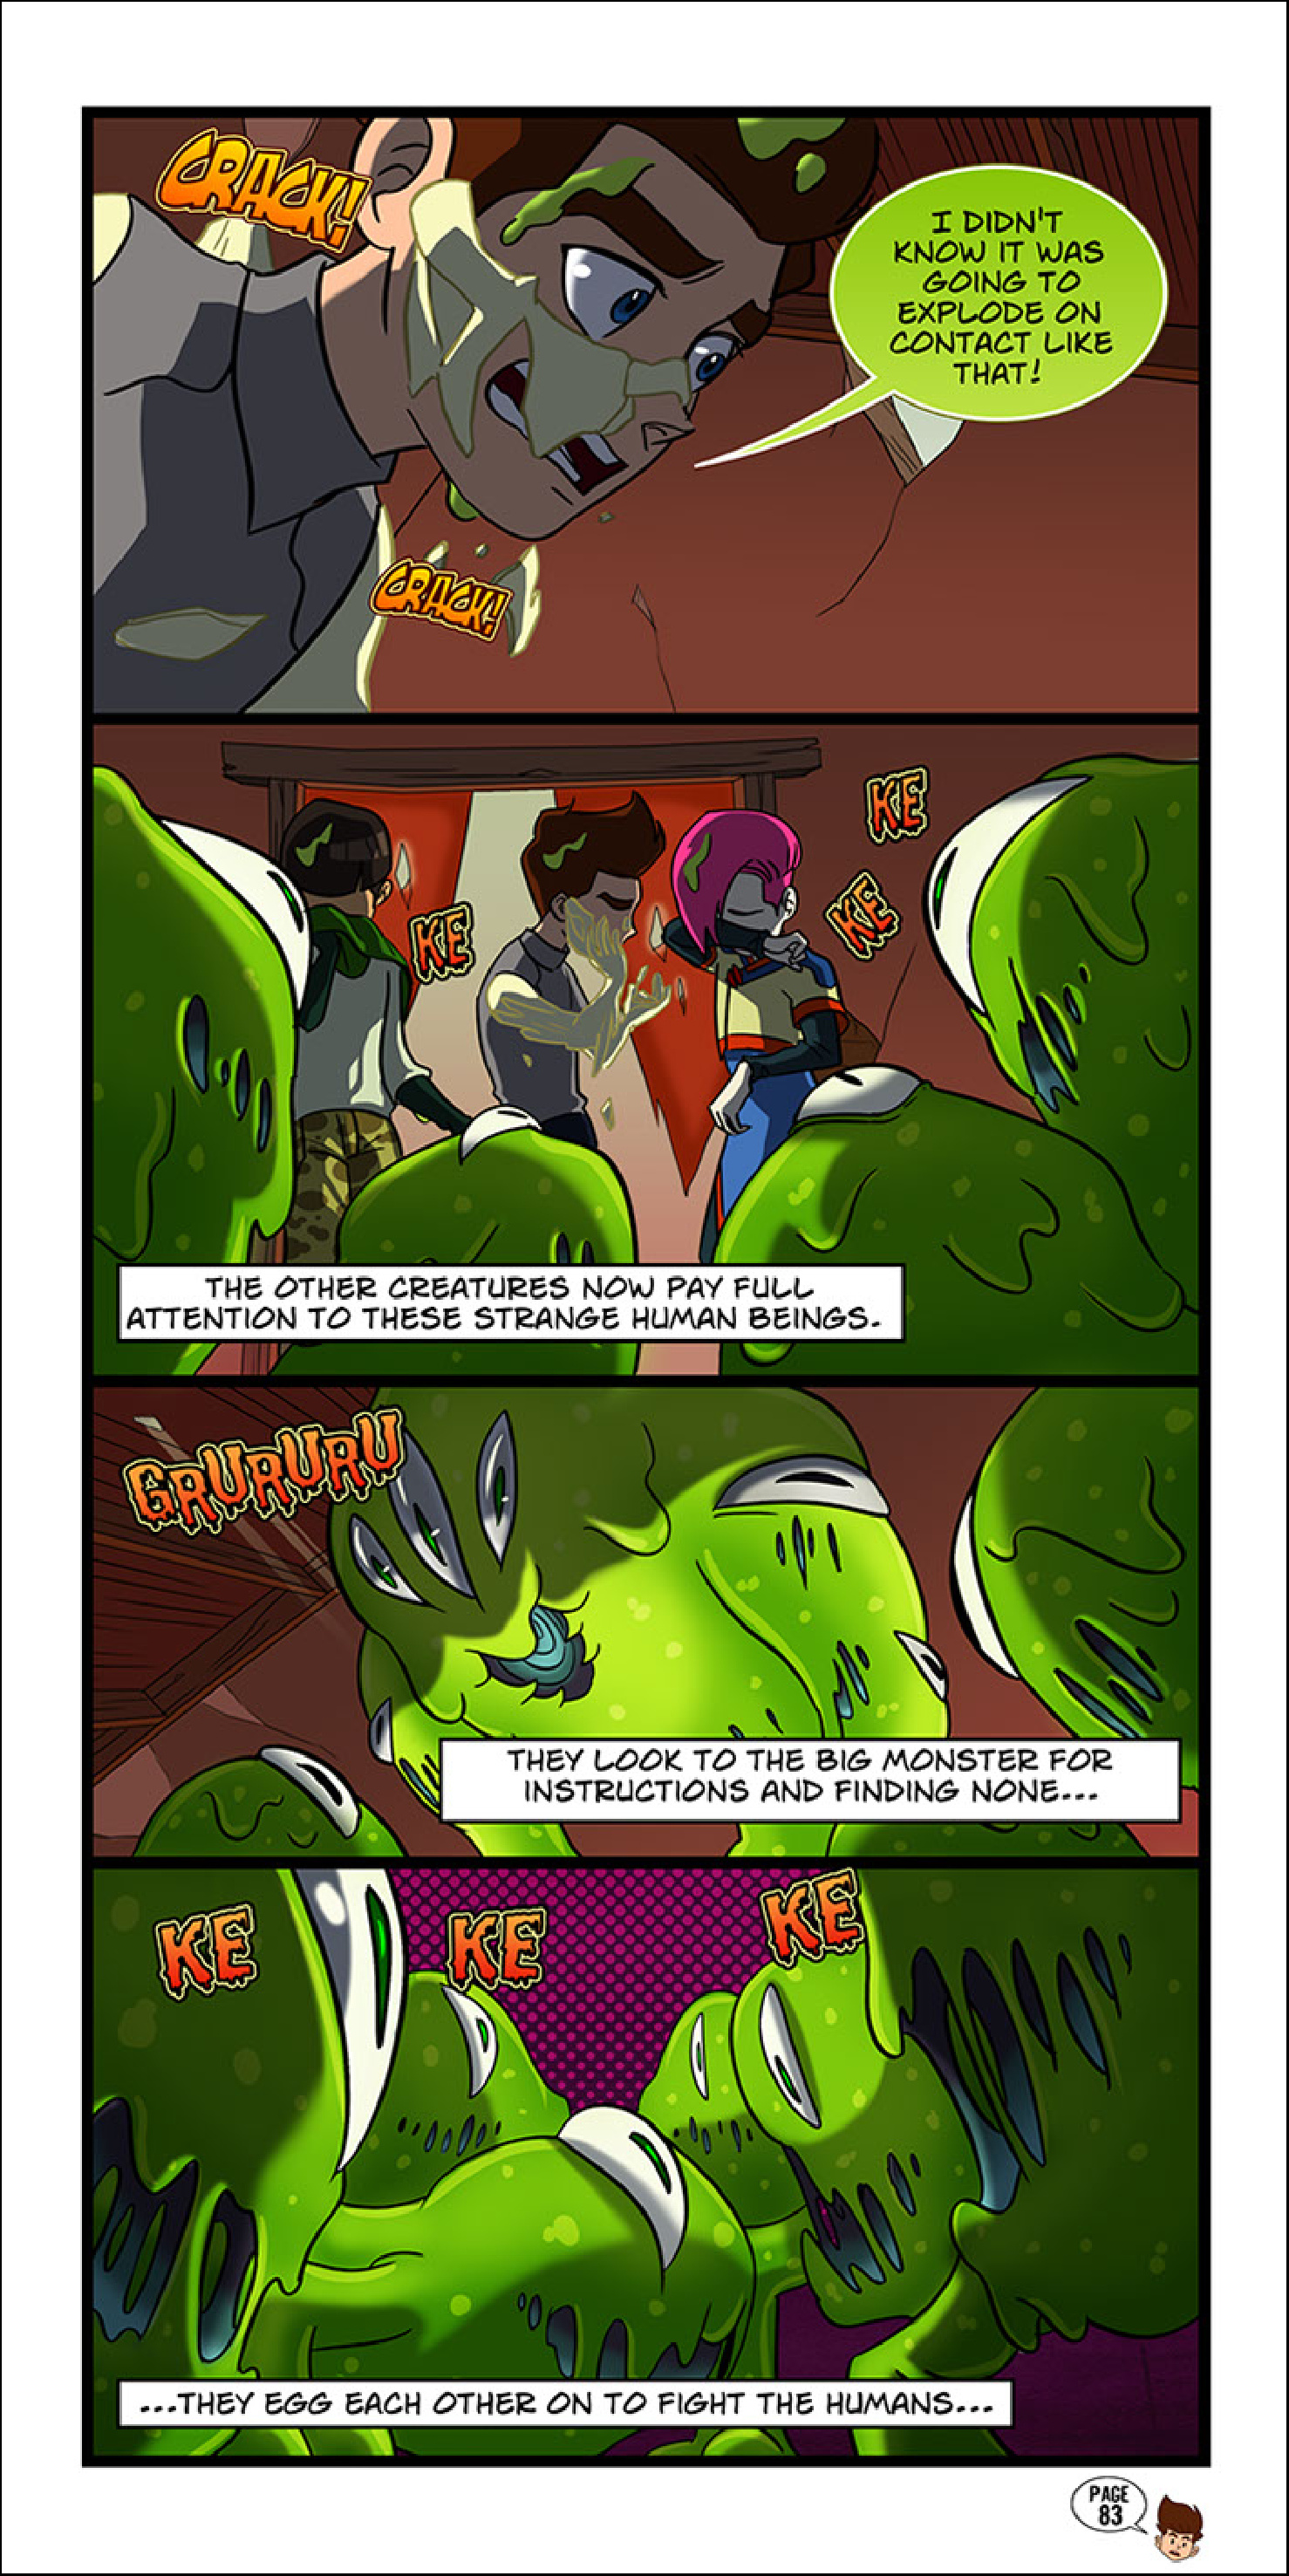 CRACK!
I DIDN'T
KNOW IT WAS
GOING TO
EXPLODE ON
CONTACT LIKE
THAT!
CRACK!
KE
KE
KE
THE OTHER CREATURES NOW PAY FULL
ATTENTION TO THESE STRANGE HUMAN BEINGS.
GRURURU
THEY LOOK TO THE BIG MONSTER FOR
INSTRUCTIONS AND FINDING NONE...
KE
KE
KE
...THEY EGG EACH OTHER ON TO FIGHT THE HUMANS...
PAGE
83